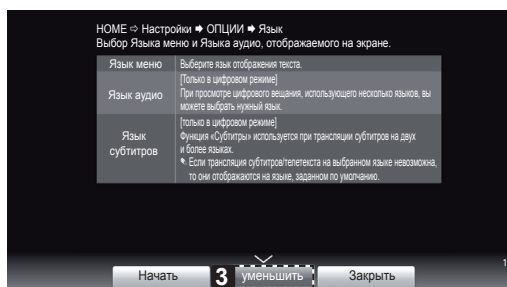 HOME ⇨ Настройки ➡ ОПЦИИ ➡ Язык
Выбор Языка меню и Языка аудио, отображаемого на экране.
Язык меню
Выберите язык отображения текста.
Язык аудио
[Только в цифровом режиме]
При просмотре цифрового вещания, использующего несколько языков, вы
можете выбрать нужный язык.
Язык
субтитров
[только в цифровом режиме]
Функция «Субтитры» используется при трансляции субтитров на двух
и более языках.
Если трансляция субтитров/телетекста на выбранном языке невозможна,
то они отображаются на языке, заданном по умолчанию.
Начать
3 уменьшить
Закрыть
1